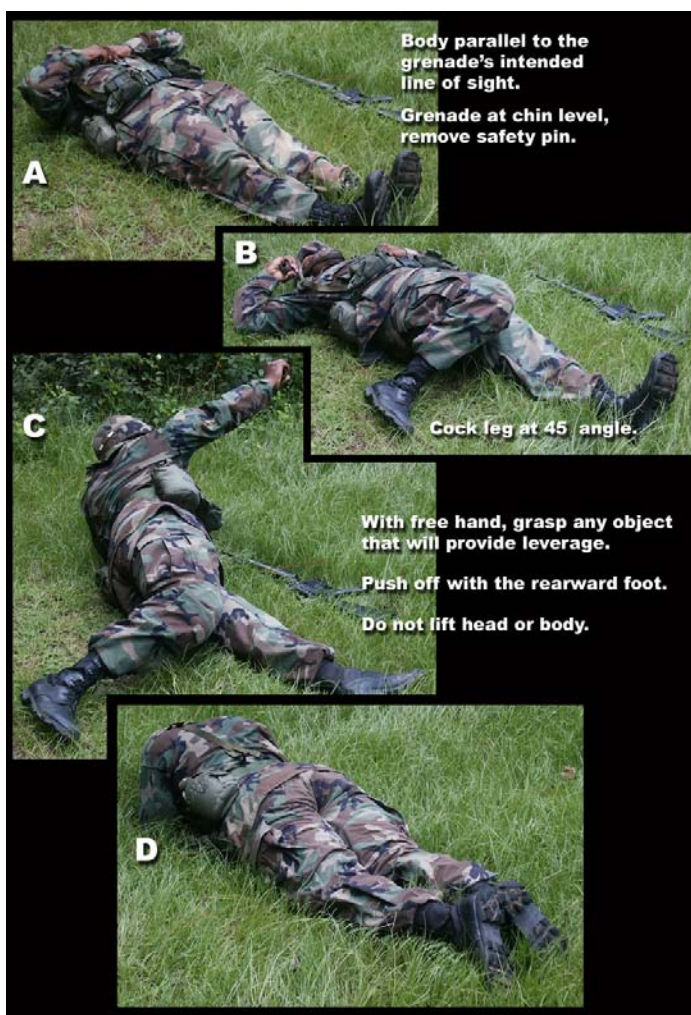 Body parallel to the
grenade's intended
line of sight.
Grenade at chin level,
remove safety pin.
A
B
Cock leg at 45 angle.
C
With free hand, grasp any object
that will provide leverage.
Push off with the rearward foot.
Do not lift head or body.
D